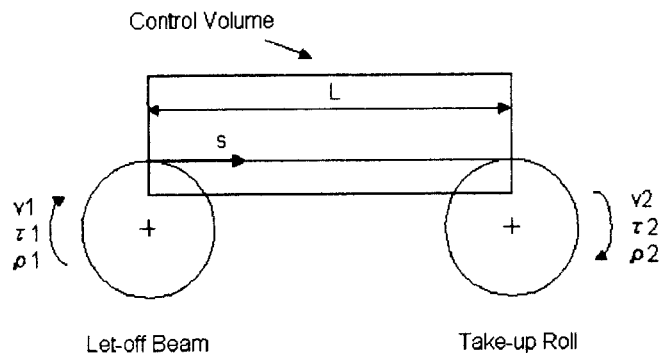 Control Volume
L
s
v1
τ1
ρ1
v2
τ2
ρ2
Let-off Beam
Take-up Roll